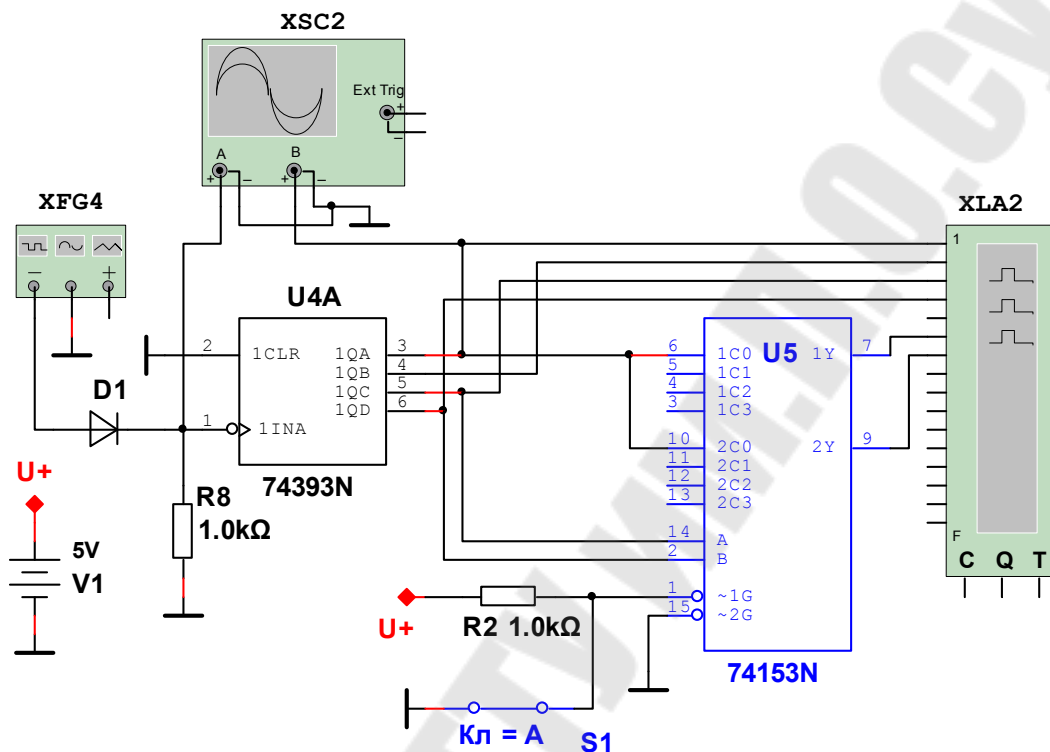 XSC2
Ext Trig
+
−
A
B
+ − + −
XFG4
− +
XLA2
1
F
C Q T
U4A
2 1CLR
1 1INA
1QA 3
1QB 4
1QC 5
1QD 6
74393N
D1
U+
5V
V1
R8
1.0kΩ
U5
6 1C0
5 1C1
4 1C2
3 1C3
10 2C0
11 2C1
12 2C2
13 2C3
14 A
2 B
1 ~1G
15 ~2G
1Y 7
2Y 9
74153N
U+
R2 1.0kΩ
Кл = A
S1